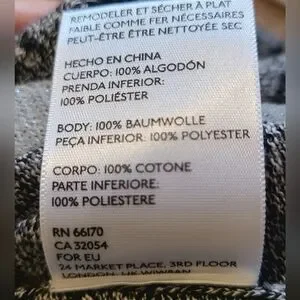 REMODELER ET SÉCHER À PLAT
FAIBLE COMME FER NÉCESSAIRES
PEUT-ÊTRE ÊTRE NETTOYÉE SEC
HECHO EN CHINA
CUERPO: 100% ALGODÓN
PRENDA INFERIOR:
100% POLIÉSTER
BODY: 100% BAUMWOLLE
PEÇA INFERIOR: 100% POLYESTER
CORPO: 100% COTONE
PARTE INFERIORE:
100% POLIESTERE
RN 66170
CA 32054
FOR EU
24 MARKET PLACE, 3RD FLOOR
LONDON, UK